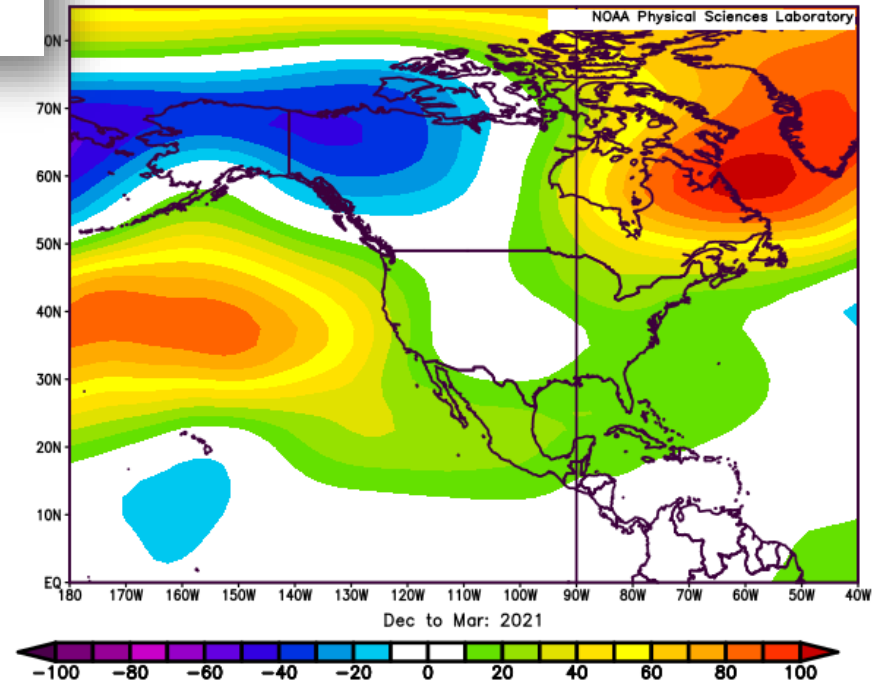 NOAA Physical Sciences Laboratory
70N
60N
50N
40N
30N
20N
10N
EQ
180 170W 160W 150W 140W 130W 120W 110W 100W 90W 80W 70W 60W 50W 40W
Dec to Mar: 2021
-100 -80 -60 -40 -20 0 20 40 60 80 100